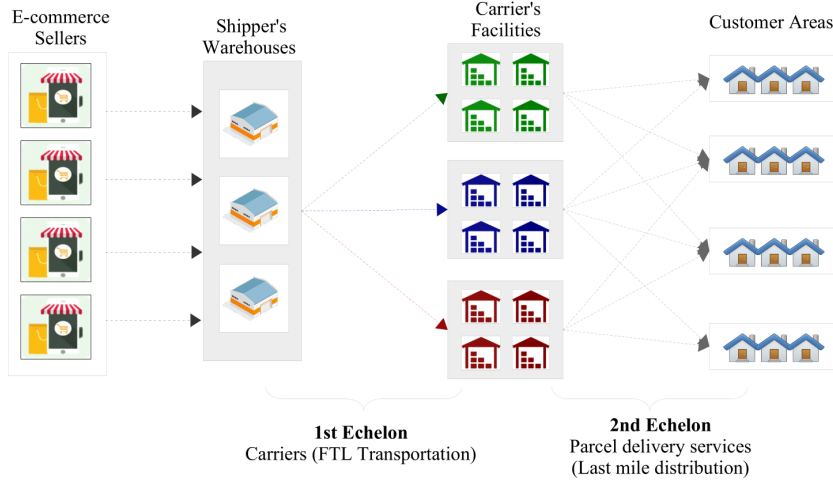 E-commerce
Sellers
Shipper's
Warehouses
Carrier's
Facilities
Customer Areas
1st Echelon
Carriers (FTL Transportation)
2nd Echelon
Parcel delivery services
(Last mile distribution)